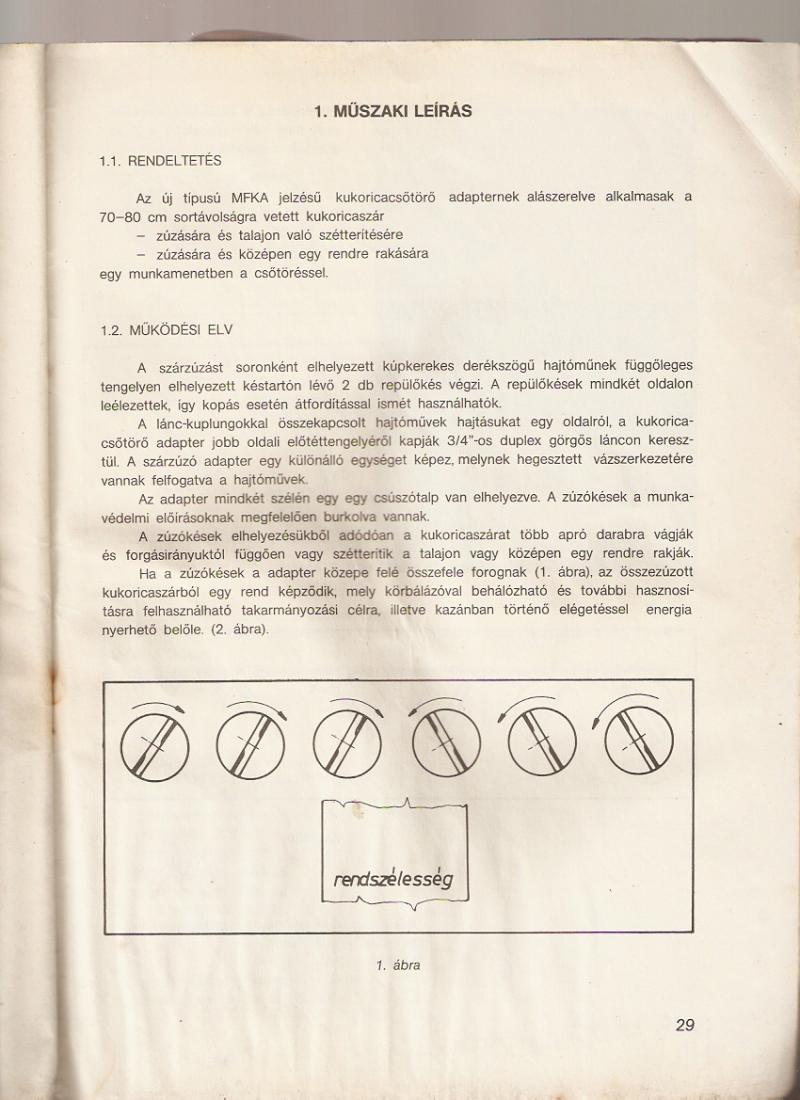 1. MŰSZAKI LEÍRÁS
1.1. RENDELTETÉS
Az új típusú MFKA jelzésű kukoricacsőtörő adapternek alászerelve alkalmasak a
70–80 cm sortávolságra vetett kukoricaszár
– zúzására és talajon való szétterítésére
– zúzására és középen egy rendre rakására
egy munkamenetben a csőtöréssel.
1.2. MŰKÖDÉSI ELV
A szárzúzást soronként elhelyezett kúpkerekes derékszögű hajtóműnek függőleges
tengelyen elhelyezett késtartón lévő 2 db repülőkés végzi. A repülőkések mindkét oldalon
leélezettek, így kopás esetén átfordítással ismét használhatók.
A lánc-kuplungokkal összekapcsolt hajtóművek hajtásukat egy oldalról, a kukorica-
csőtörő adapter jobb oldali előtéttengelyéről kapják 3/4"-os duplex görgős láncon keresz-
tül. A szárzúzó adapter egy különálló egységet képez, melynek hegesztett vázszerkezetére
vannak felfogatva a hajtóművek.
Az adapter mindkét szélén egy egy csúszótalp van elhelyezve. A zúzókések a munka-
védelmi előírásoknak megfelelően burkolva vannak.
A zúzókések elhelyezésükből adódóan a kukoricaszárat több apró darabra vágják
és forgásirányuktól függően vagy szétterítik a talajon vagy középen egy rendre rakják.
Ha a zúzókések a adapter közepe felé összefele forognak (1. ábra), az összezúzott
kukoricaszárból egy rend képződik, mely körbálázóval behálózható és további hasznosí-
tásra felhasználható takarmányozási célra, illetve kazánban történő elégetéssel energia
nyerhető belőle. (2. ábra).
rendszélesség
1. ábra
29